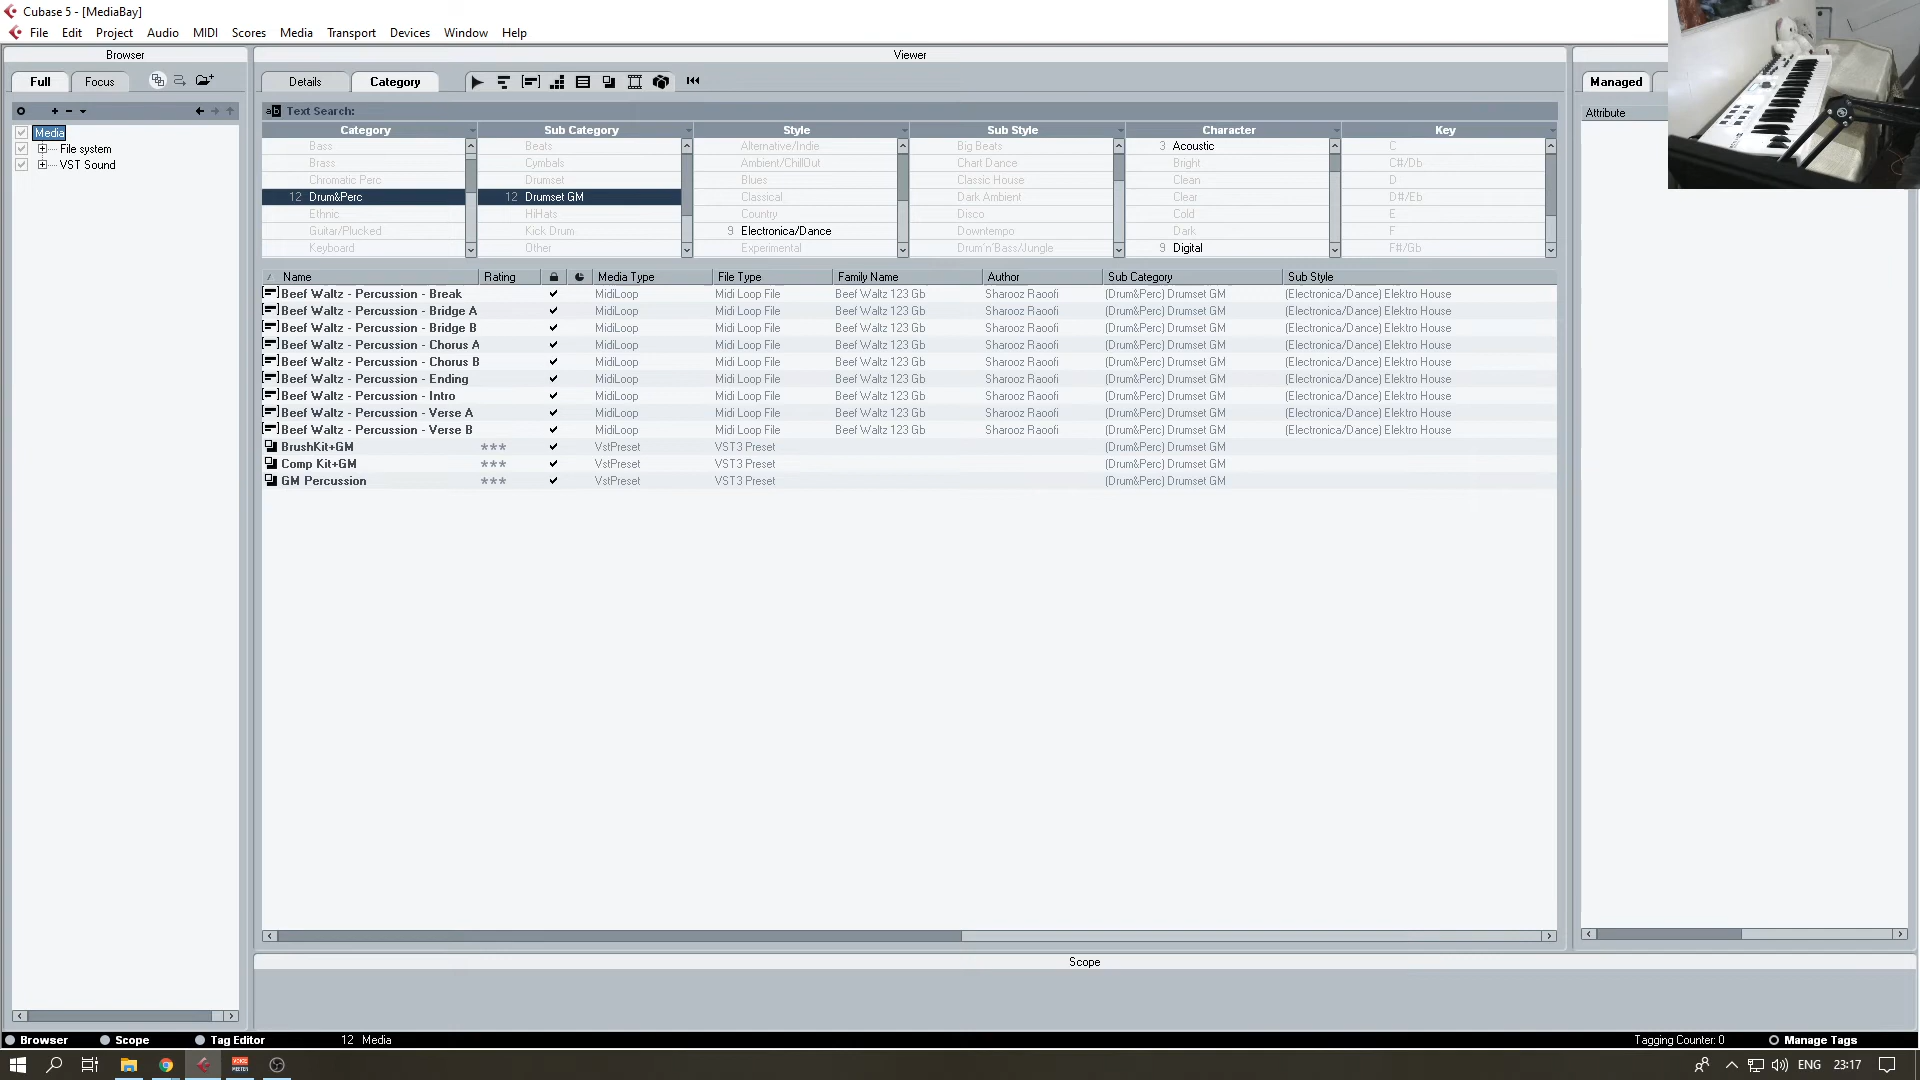 Cubase 5 - [MediaBay]
File Edit Project Audio MIDI Scores Media Transport Devices Window Help
Browser
Viewer
Full Focus
Details Category
Managed
Text Search:
Attribute
Media
File system
VST Sound
Category Sub Category Style Sub Style Character Key
Bass Beats Alternative/Indie Big Beats 3 Acoustic C
Brass Cymbals Ambient/ChillOut Chart Dance Bright C#/Db
Chromatic Perc Drumset Blues Classic House Clean D
12 Drum&Perc 12 Drumset GM Classical Dark Ambient Clear D#/Eb
Ethnic HiHats Country Disco Cold E
Guitar/Plucked Kick Drum 9 Electronica/Dance Downtempo Dark F
Keyboard Other Experimental Drum'n'Bass/Jungle 9 Digital F#/Gb
Name Rating Media Type File Type Family Name Author Sub Category Sub Style
Beef Waltz - Percussion - Break MidiLoop Midi Loop File Beef Waltz 123 Gb Sharooz Raoofi (Drum&Perc) Drumset GM (Electronica/Dance) Elektro House
Beef Waltz - Percussion - Bridge A MidiLoop Midi Loop File Beef Waltz 123 Gb Sharooz Raoofi (Drum&Perc) Drumset GM (Electronica/Dance) Elektro House
Beef Waltz - Percussion - Bridge B MidiLoop Midi Loop File Beef Waltz 123 Gb Sharooz Raoofi (Drum&Perc) Drumset GM (Electronica/Dance) Elektro House
Beef Waltz - Percussion - Chorus A MidiLoop Midi Loop File Beef Waltz 123 Gb Sharooz Raoofi (Drum&Perc) Drumset GM (Electronica/Dance) Elektro House
Beef Waltz - Percussion - Chorus B MidiLoop Midi Loop File Beef Waltz 123 Gb Sharooz Raoofi (Drum&Perc) Drumset GM (Electronica/Dance) Elektro House
Beef Waltz - Percussion - Ending MidiLoop Midi Loop File Beef Waltz 123 Gb Sharooz Raoofi (Drum&Perc) Drumset GM (Electronica/Dance) Elektro House
Beef Waltz - Percussion - Intro MidiLoop Midi Loop File Beef Waltz 123 Gb Sharooz Raoofi (Drum&Perc) Drumset GM (Electronica/Dance) Elektro House
Beef Waltz - Percussion - Verse A MidiLoop Midi Loop File Beef Waltz 123 Gb Sharooz Raoofi (Drum&Perc) Drumset GM (Electronica/Dance) Elektro House
Beef Waltz - Percussion - Verse B MidiLoop Midi Loop File Beef Waltz 123 Gb Sharooz Raoofi (Drum&Perc) Drumset GM (Electronica/Dance) Elektro House
BrushKit+GM *** VstPreset VST3 Preset (Drum&Perc) Drumset GM
Comp Kit+GM *** VstPreset VST3 Preset (Drum&Perc) Drumset GM
GM Percussion *** VstPreset VST3 Preset (Drum&Perc) Drumset GM
Scope
Browser Scope Tag Editor 12 Media Tagging Counter: 0 Manage Tags
ENG 23:17